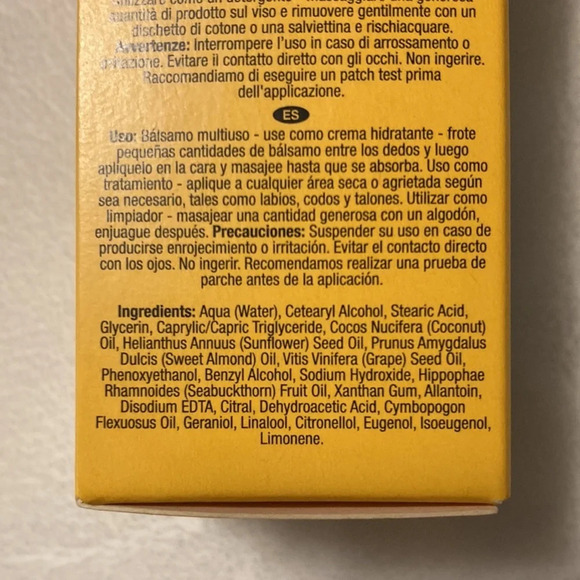 Utilizzare come un detergente - massaggiare una generosa
quantità di prodotto sul viso e rimuovere gentilmente con un
dischetto di cotone o una salviettina e rischiacquare.
Avvertenze: Interrompere l'uso in caso di arrossamento o
Evitare il contatto diretto con gli occhi. Non ingerire.
Raccomandiamo di eseguire un patch test prima
dell'applicazione.
ES
Uso: Bálsamo multiuso - use como crema hidratante - frote
pequeñas cantidades de bálsamo entre los dedos y luego
aplíquelo en la cara y masajee hasta que se absorba. Uso como
tratamiento - aplique a cualquier área seca o agrietada según
sea necesario, tales como labios, codos y talones. Utilizar como
limpiador - masajear una cantidad generosa con un algodón,
enjuague después. Precauciones: Suspender su uso en caso de
producirse enrojecimiento o irritación. Evitar el contacto directo
con los ojos. No ingerir. Recomendamos realizar una prueba de
parche antes de la aplicación.
Ingredients: Aqua (Water), Cetearyl Alcohol, Stearic Acid,
Glycerin, Caprylic/Capric Triglyceride, Cocos Nucifera (Coconut)
Oil, Helianthus Annuus (Sunflower) Seed Oil, Prunus Amygdalus
Dulcis (Sweet Almond) Oil, Vitis Vinifera (Grape) Seed Oil,
Phenoxyethanol, Benzyl Alcohol, Sodium Hydroxide, Hippophae
Rhamnoides (Seabuckthorn) Fruit Oil, Xanthan Gum, Allantoin,
Disodium EDTA, Citral, Dehydroacetic Acid, Cymbopogon
Flexuosus Oil, Geraniol, Linalool, Citronellol, Eugenol, Isoeugenol,
Limonene.